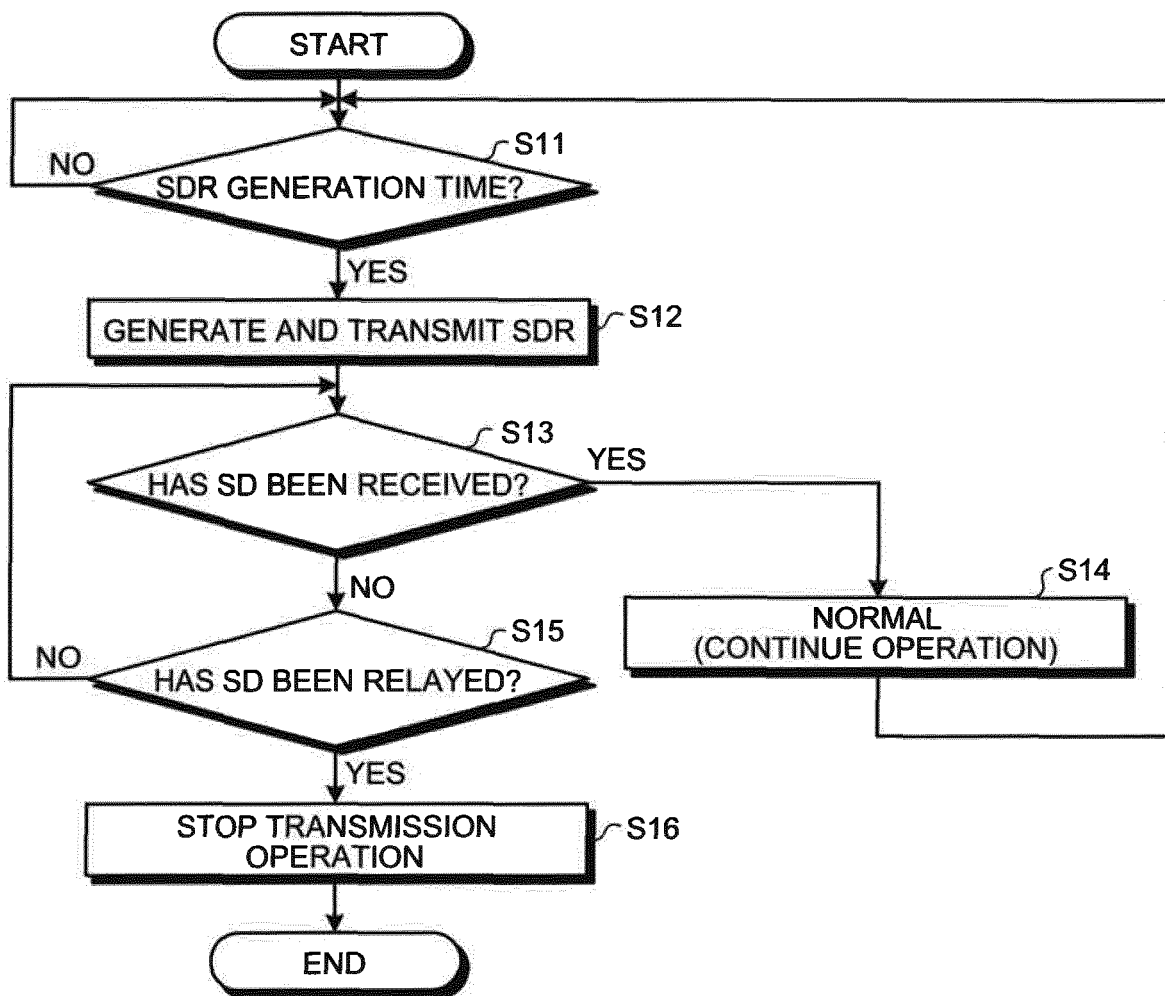 START
S11
NO
SDR GENERATION TIME?
YES
GENERATE AND TRANSMIT SDR
S12
S13
YES
HAS SD BEEN RECEIVED?
NO
S14
NORMAL
(CONTINUE OPERATION)
S15
NO
HAS SD BEEN RELAYED?
YES
STOP TRANSMISSION
OPERATION
S16
END